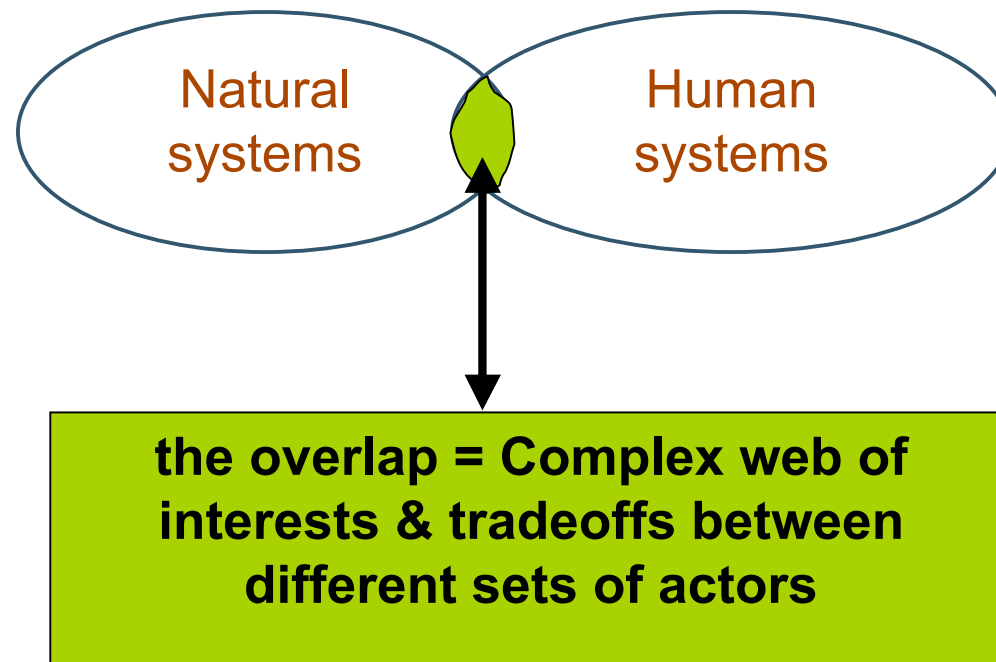 Natural
systems
Human
systems
the overlap = Complex web of
interests & tradeoffs between
different sets of actors